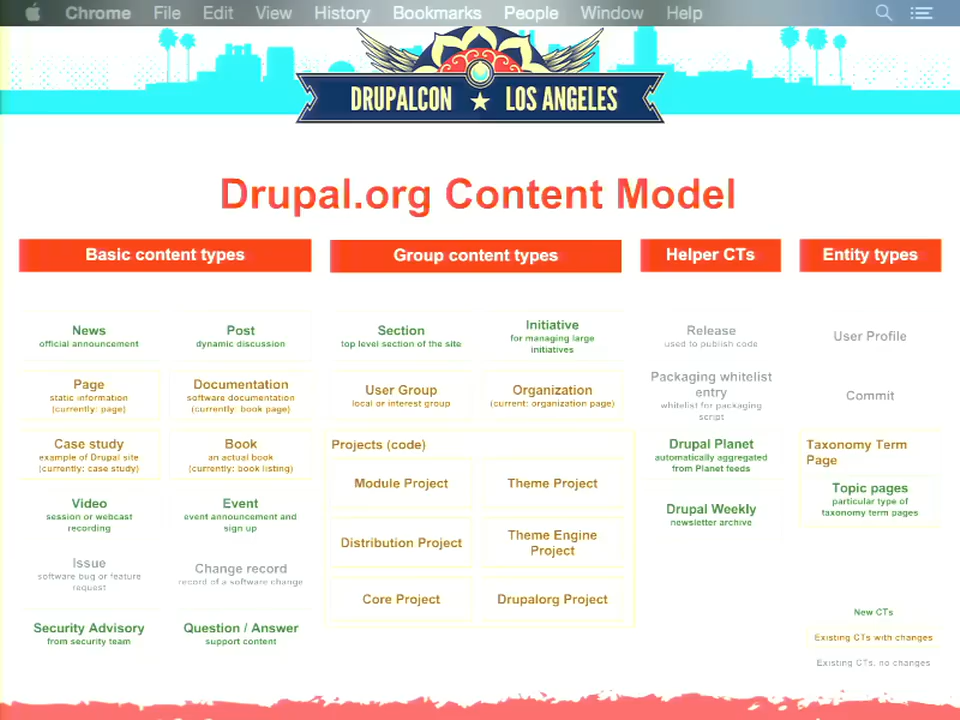 Chrome File Edit View History Bookmarks People Window Help
DRUPALCON ★ LOS ANGELES
Drupal.org Content Model
Basic content types
News
official announcement
Post
dynamic discussion
Page
static information
(currently: page)
Documentation
software documentation
(currently: book page)
Case study
example of Drupal site
(currently: case study)
Book
an actual book
(currently: book listing)
Video
session or webcast
recording
Event
event announcement and
sign up
Issue
software bug or feature
request
Change record
record of a software change
Security Advisory
from security team
Question / Answer
support content
Group content types
Section
top level section of the site
Initiative
for managing large
initiatives
User Group
local or interest group
Organization
(current: organization page)
Projects (code)
Module Project
Theme Project
Distribution Project
Theme Engine
Project
Core Project
Drupalorg Project
Helper CTs
Release
used to publish code
Packaging whitelist
entry
whitelist for packaging
script
Drupal Planet
automatically aggregated
from Planet feeds
Drupal Weekly
newsletter archive
Entity types
User Profile
Commit
Taxonomy Term
Page
Topic pages
particular type of
taxonomy term pages
New CTs
Existing CTs with changes
Existing CTs, no changes